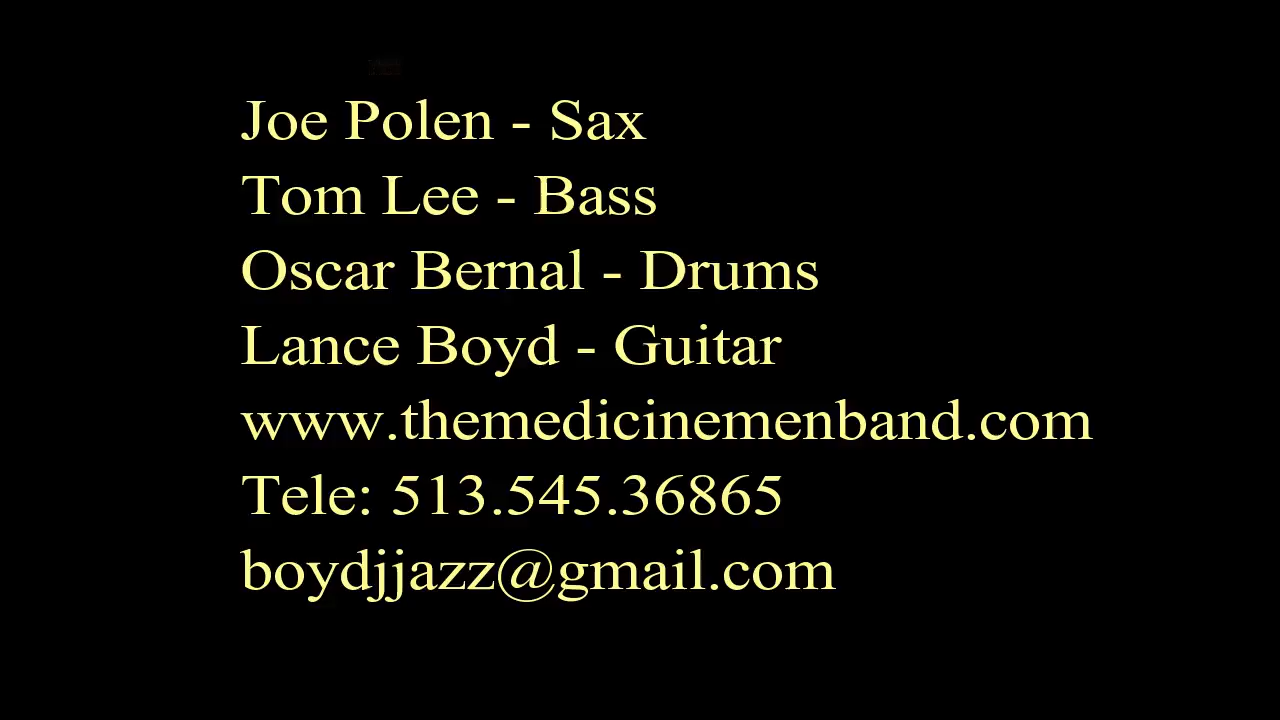 Joe Polen - Sax
Tom Lee - Bass
Oscar Bernal - Drums
Lance Boyd - Guitar
www.themedicinemenband.com
Tele: 513.545.36865
boydjjazz@gmail.com